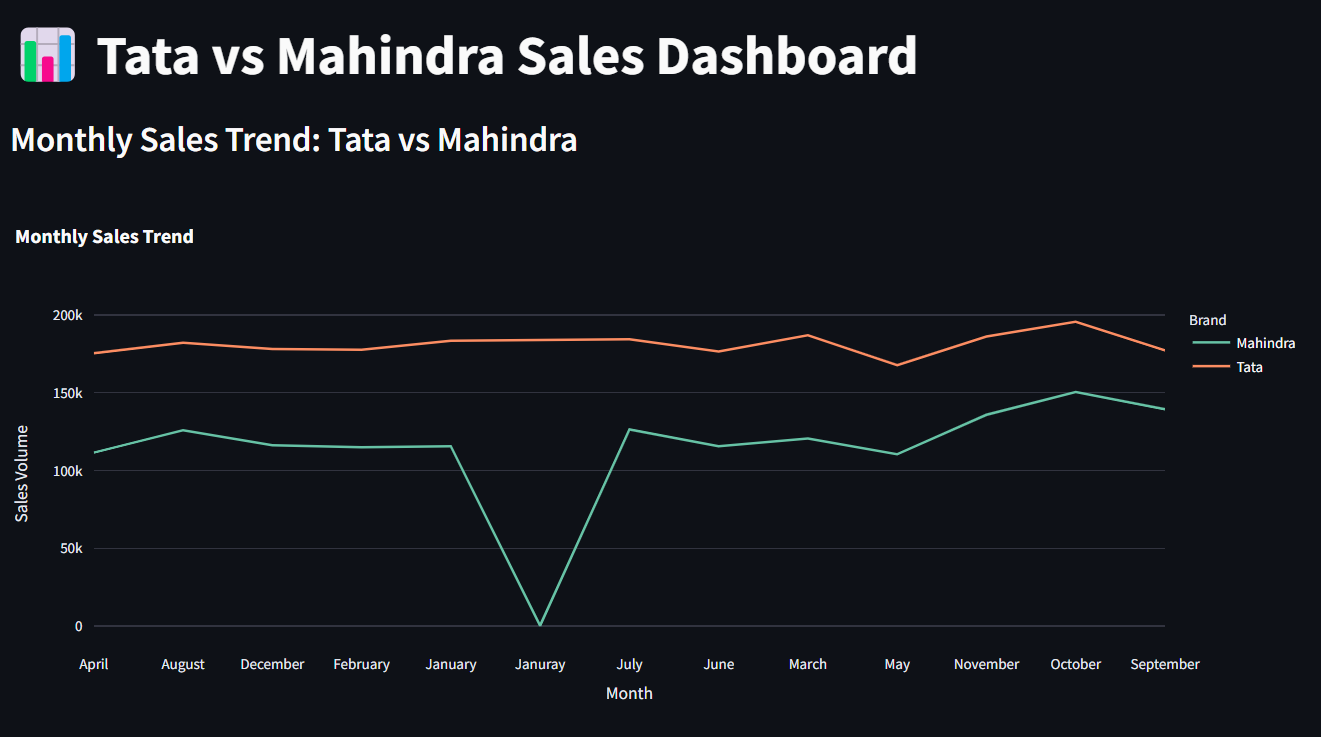 Tata vs Mahindra Sales Dashboard
Monthly Sales Trend: Tata vs Mahindra
Monthly Sales Trend
200k
150k
100k
50k
0
Sales Volume
April August December February January Januray July June March May November October September
Month
Brand
Mahindra
Tata